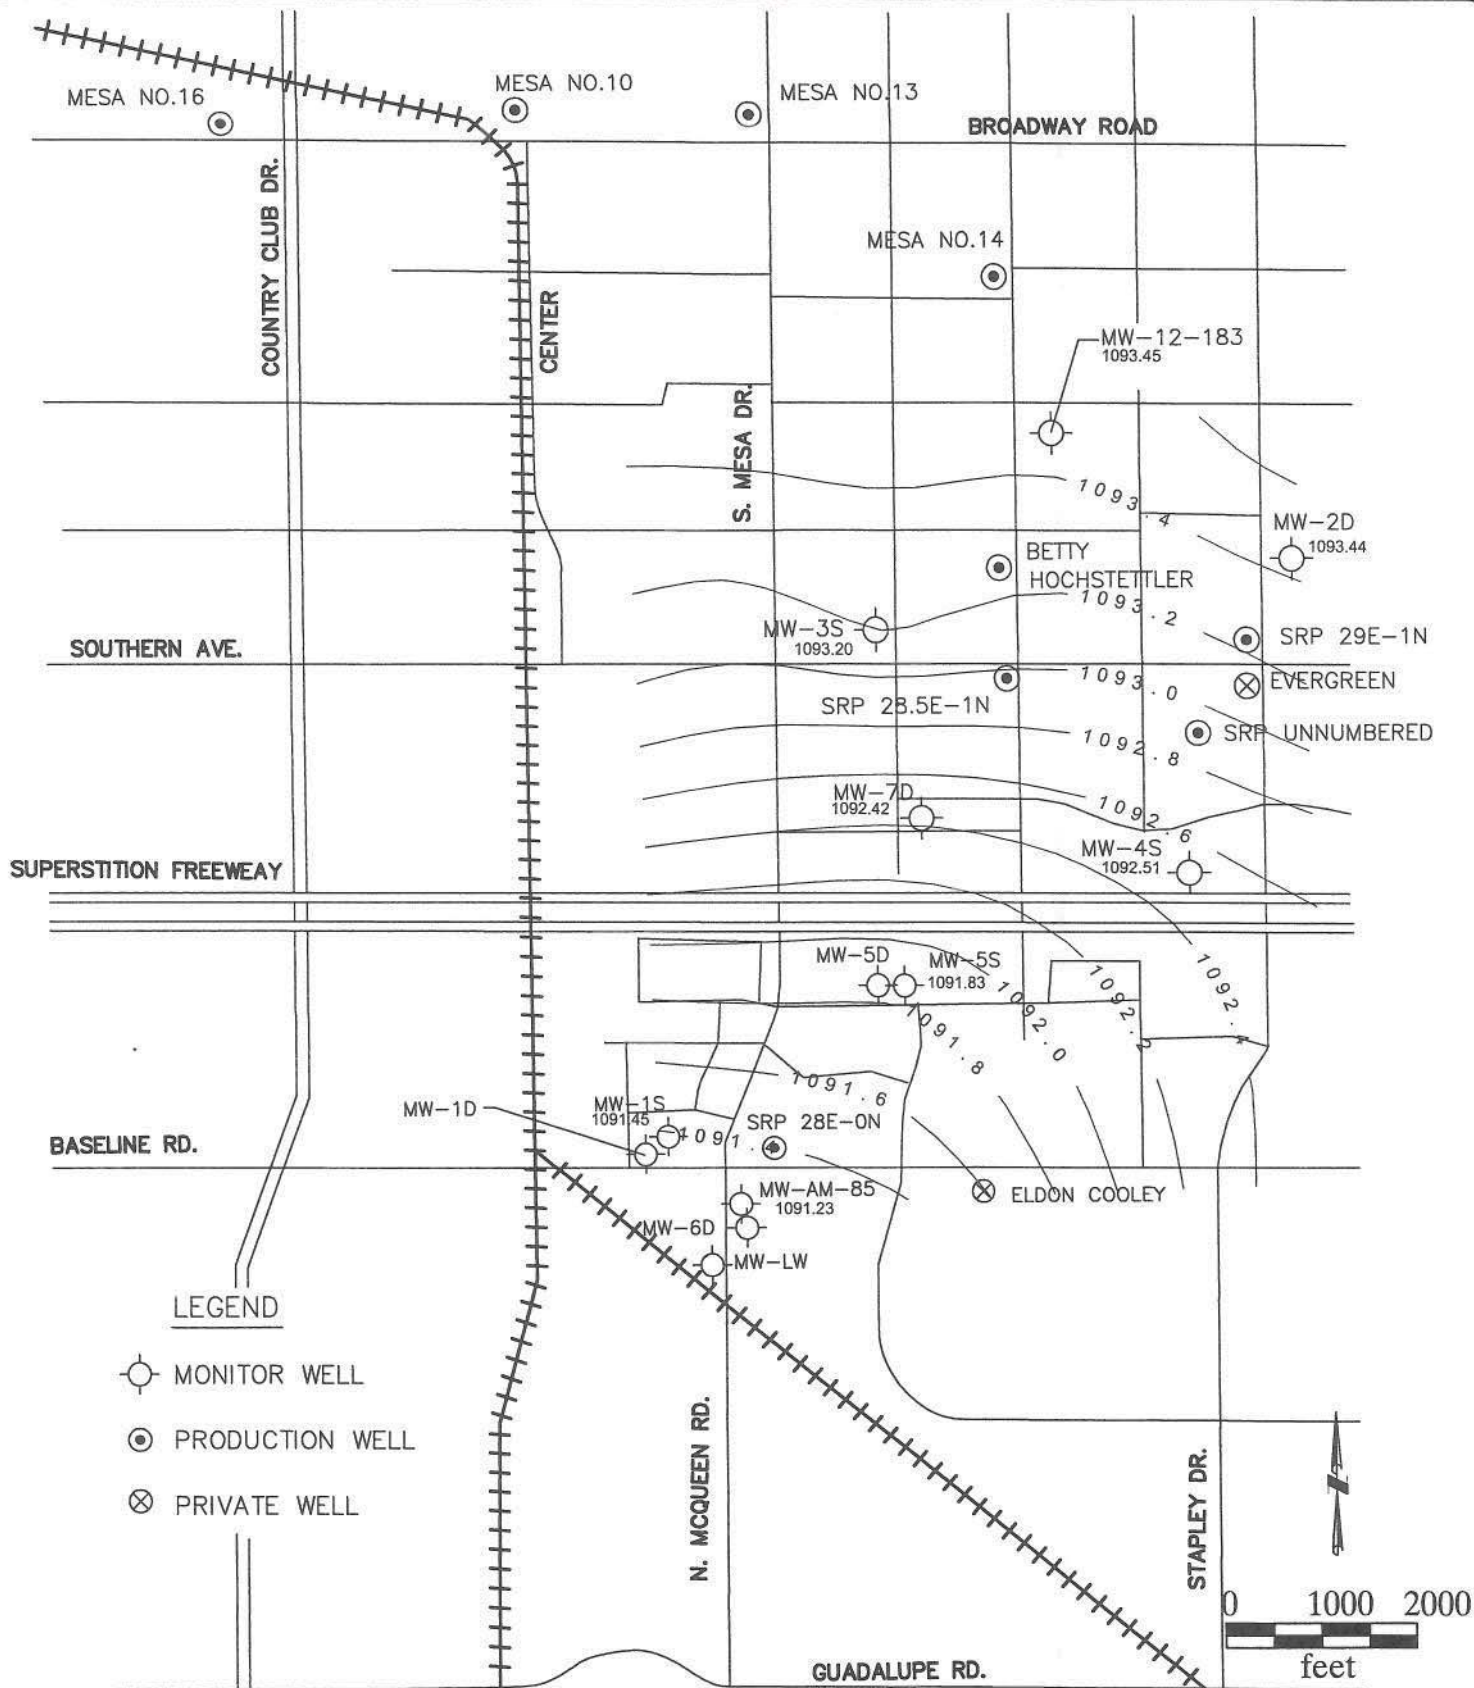 MESA NO.16
MESA NO.10
MESA NO.13
BROADWAY ROAD
COUNTRY CLUB DR.
MESA NO.14
CENTER
MW-12-183
1093.45
S. MESA DR.
1093.4
MW-2D
1093.44
BETTY
HOCHSTETTLER
1093.2
MW-3S
1093.20
SRP 29E-1N
SOUTHERN AVE.
1093.0
EVERGREEN
SRP 28.5E-1N
SRP UNNUMBERED
1092.8
MW-7D
1092.42
1092.6
MW-4S
1092.51
SUPERSTITION FREEWEAY
MW-5D
MW-5S
1091.83
1092.4
1092.2
1092.0
1091.8
1091.6
MW-1D
MW-1S
1091.45
1091.4
SRP 28E-0N
BASELINE RD.
MW-AM-85
1091.23
ELDON COOLEY
MW-6D
MW-LW
LEGEND
MONITOR WELL
PRODUCTION WELL
PRIVATE WELL
N. MCQUEEN RD.
STAPLEY DR.
N
0 1000 2000
feet
GUADALUPE RD.